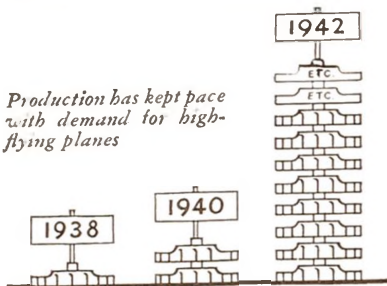 1942
ETC.
ETC.
Production has kept pace
with demand for high-
flying planes
1940
1938